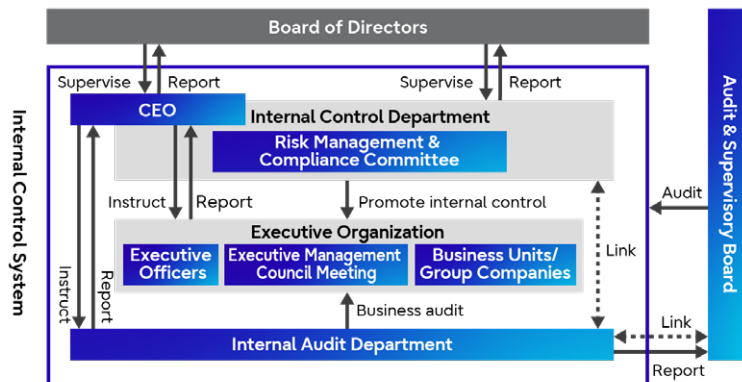 Board of Directors
Supervise
Report
Supervise
Report
CEO
Internal Control Department
Risk Management &
Compliance Committee
Instruct
Report
Promote internal control
Executive Organization
Executive
Officers
Executive Management
Council Meeting
Business Units/
Group Companies
Link
Audit
Instruct
Report
Business audit
Internal Audit Department
Link
Report
Internal Control System
Audit & Supervisory Board